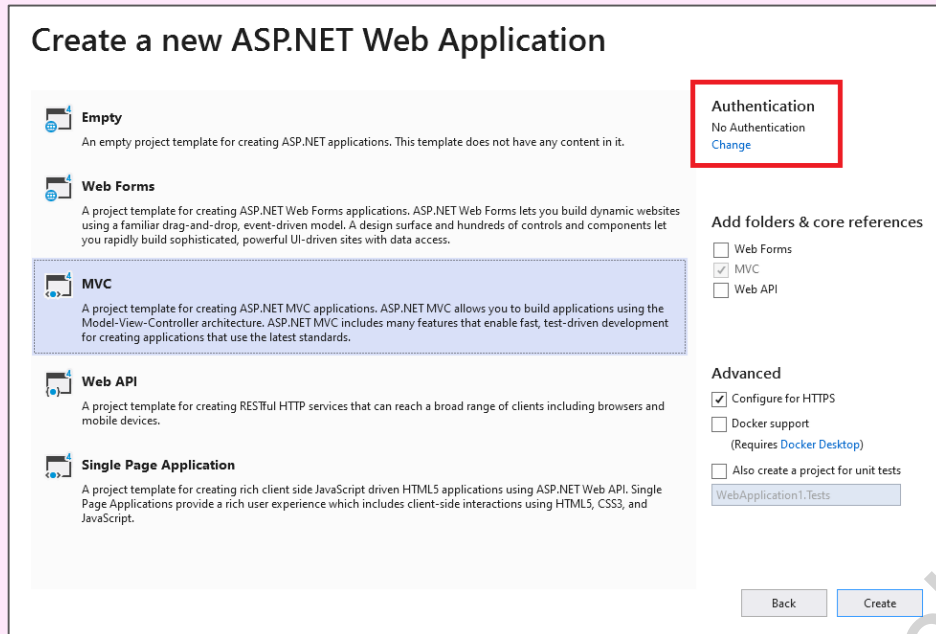 Create a new ASP.NET Web Application
Empty
An empty project template for creating ASP.NET applications. This template does not have any content in it.
Web Forms
A project template for creating ASP.NET Web Forms applications. ASP.NET Web Forms lets you build dynamic websites
using a familiar drag-and-drop, event-driven model. A design surface and hundreds of controls and components let
you rapidly build sophisticated, powerful UI-driven sites with data access.
MVC
A project template for creating ASP.NET MVC applications. ASP.NET MVC allows you to build applications using the
Model-View-Controller architecture. ASP.NET MVC includes many features that enable fast, test-driven development
for creating applications that use the latest standards.
Web API
A project template for creating RESTful HTTP services that can reach a broad range of clients including browsers and
mobile devices.
Single Page Application
A project template for creating rich client side JavaScript driven HTML5 applications using ASP.NET Web API. Single
Page Applications provide a rich user experience which includes client-side interactions using HTML5, CSS3, and
JavaScript.
Authentication
No Authentication
Change
Add folders & core references
Web Forms
MVC
Web API
Advanced
Configure for HTTPS
Docker support
(Requires Docker Desktop)
Also create a project for unit tests
WebApplication1.Tests
Back
Create